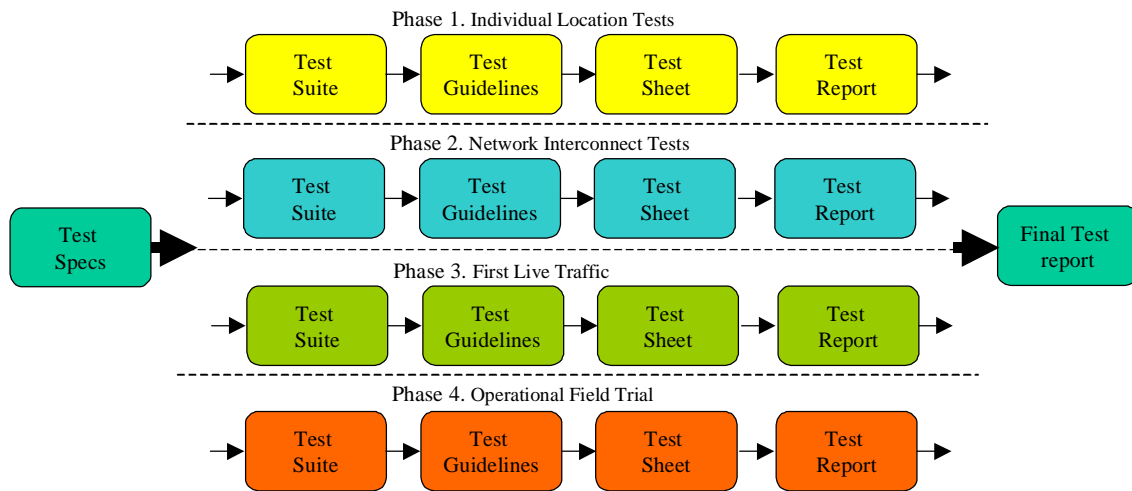 Phase 1. Individual Location Tests
Test
Suite
Test
Guidelines
Test
Sheet
Test
Report
Phase 2. Network Interconnect Tests
Test
Suite
Test
Guidelines
Test
Sheet
Test
Report
Test
Specs
Final Test
report
Phase 3. First Live Traffic
Test
Suite
Test
Guidelines
Test
Sheet
Test
Report
Phase 4. Operational Field Trial
Test
Suite
Test
Guidelines
Test
Sheet
Test
Report